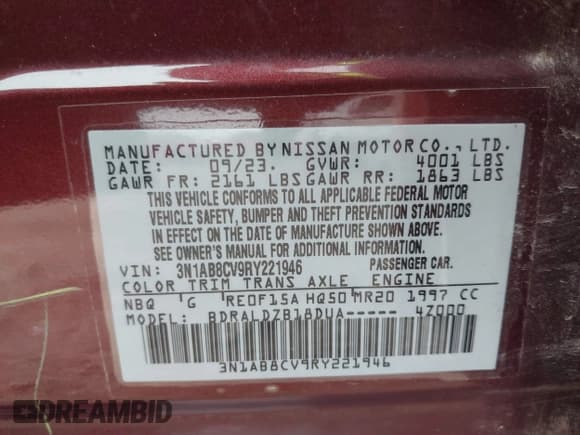 MANUFACTURED BY NISSAN MOTOR CO., LTD.
DATE: 09/23. GVWR: 4001 LBS
GAWR FR: 2161 LBS GAWR RR: 1863 LBS
THIS VEHICLE CONFORMS TO ALL APPLICABLE FEDERAL MOTOR
VEHICLE SAFETY, BUMPER AND THEFT PREVENTION STANDARDS
IN EFFECT ON THE DATE OF MANUFACTURE SHOWN ABOVE.
SEE OWNER'S MANUAL FOR ADDITIONAL INFORMATION.
VIN: 3N1AB8CV9RY221946 PASSENGER CAR.
COLOR TRIM TRANS AXLE ENGINE
NBQ G RE0F15A HQ50 MR20 1997 CC
MODEL: BDRALDZB18DUA----- 4Z000
3N1AB8CV9RY221946
DREAMBID